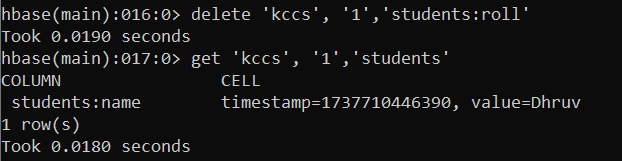 hbase(main):016:0> delete 'kccs', '1','students:roll'
Took 0.0190 seconds
hbase(main):017:0> get 'kccs', '1','students'
COLUMN                CELL
 students:name        timestamp=1737710446390, value=Dhruv
1 row(s)
Took 0.0180 seconds